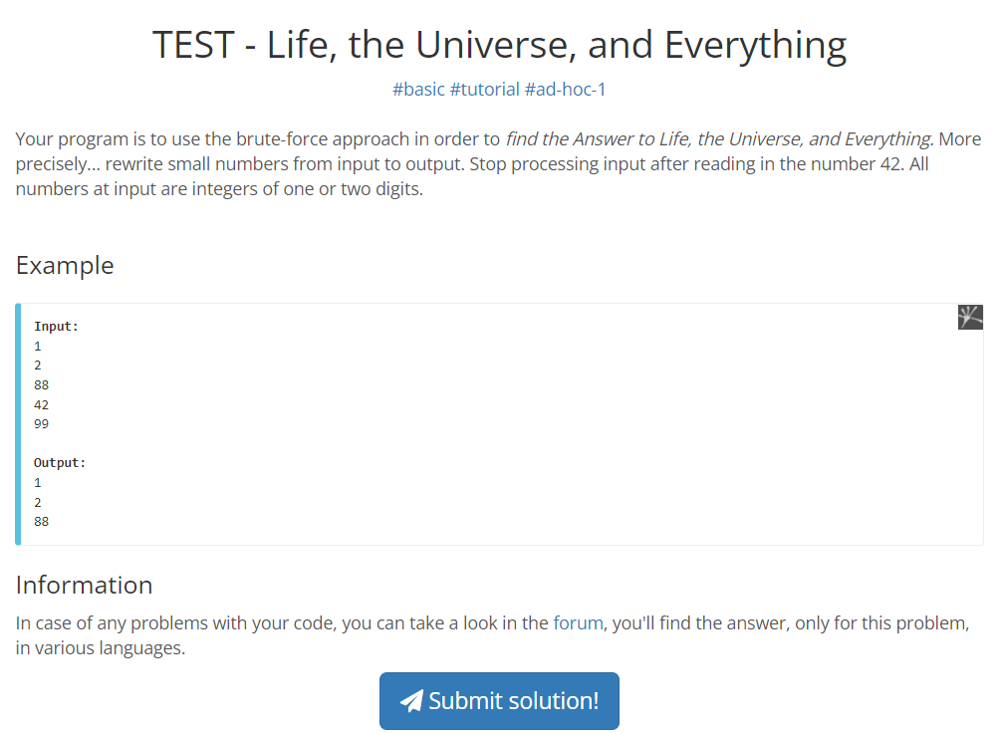 TEST - Life, the Universe, and Everything
#basic #tutorial #ad-hoc-1
Your program is to use the brute-force approach in order to find the Answer to Life, the Universe, and Everything. More
precisely... rewrite small numbers from input to output. Stop processing input after reading in the number 42. All
numbers at input are integers of one or two digits.
Example
Input:
1
2
88
42
99
Output:
1
2
88
Information
In case of any problems with your code, you can take a look in the forum, you'll find the answer, only for this problem,
in various languages.
Submit solution!